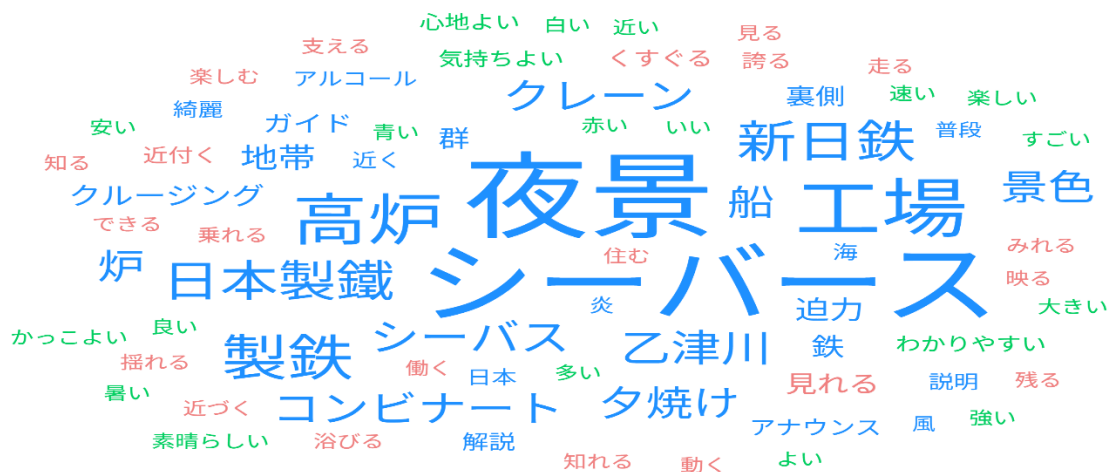 心地よい 白い 近い
支える 見る
気持ちよい くすぐる 誇る 走る
楽しむ アルコール クレーン 裏側 速い 楽しい
綺麗 ガイド
安い 青い 群 赤い いい 新日鉄 普段 すごい
知る 近付く 地帯 近く
クルージング 高炉 夜景 船 工場 景色
できる 乗れる みれる
炉 日本製鐵 シーバース 住む 海 映る
炎 迫力 大きい
かっこよい 良い 製鉄 シーバス 乙津川 鉄 わかりやすい
揺れる 働く 日本 多い 見れる 説明 残る
暑い 近づく コンビナート 夕焼け アナウンス 風 強い
素晴らしい 浴びる 解説
知れる 動く よい